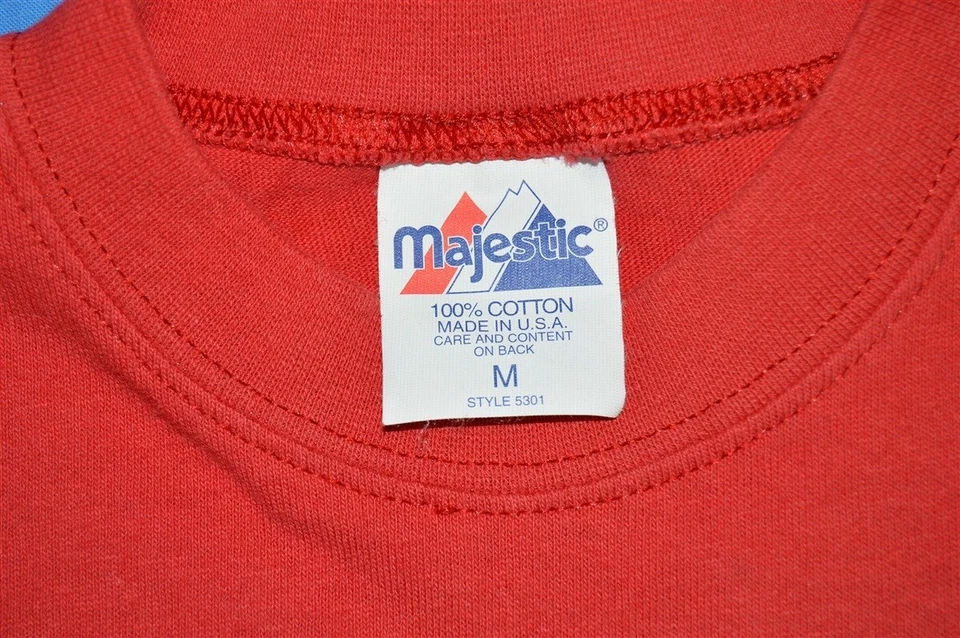 Majestic®
100% COTTON
MADE IN U.S.A.
CARE AND CONTENT
ON BACK
M
STYLE 5301